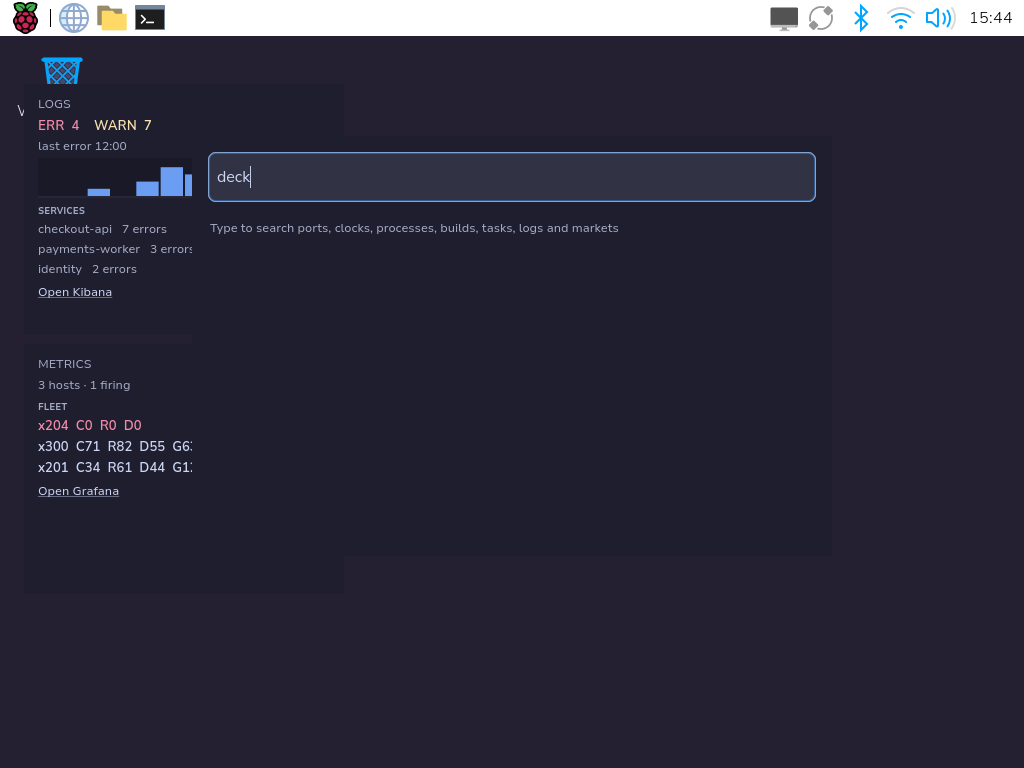 15:44
LOGS
ERR 4 WARN 7
last error 12:00
SERVICES
checkout-api 7 errors
payments-worker 3 errors
identity 2 errors
Open Kibana
METRICS
3 hosts · 1 firing
FLEET
x204 C0 R0 D0
x300 C71 R82 D55
x201 C34 R61 D44
Open Grafana
deck
Type to search ports, clocks, processes, builds, tasks, logs and markets